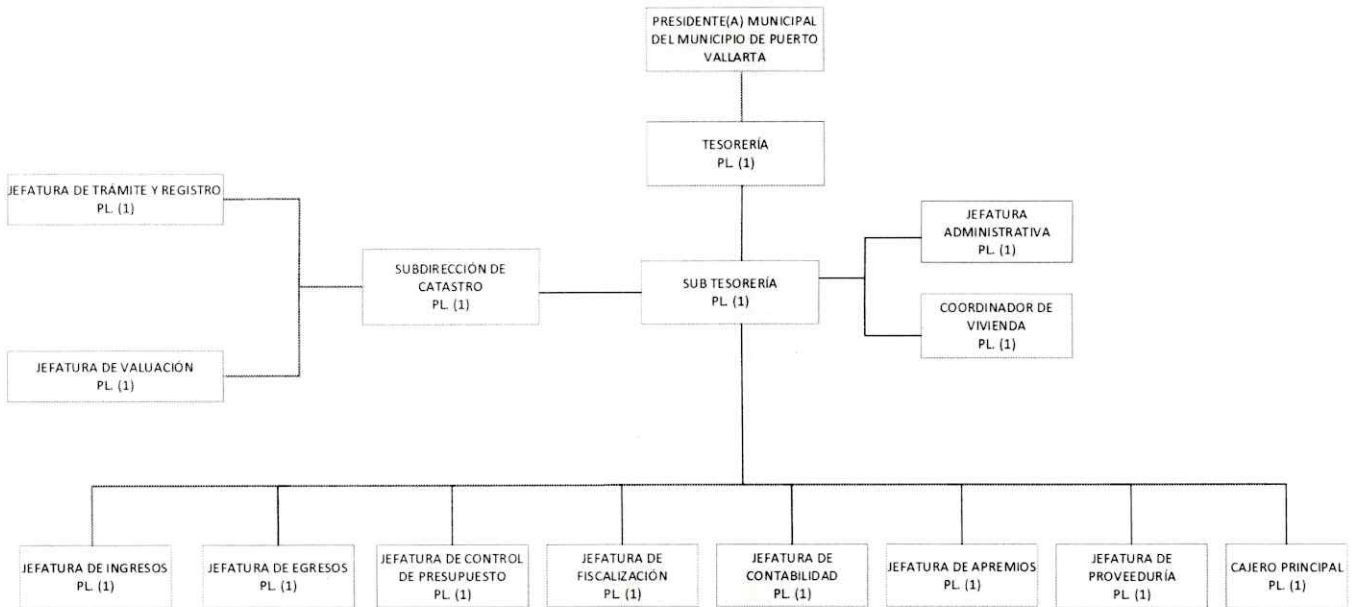 PRESIDENTE(A) MUNICIPAL
DEL MUNICIPIO DE PUERTO
VALLARTA
TESORERÍA
PL. (1)
JEFATURA DE TRÁMITE Y REGISTRO
PL. (1)
JEFATURA
ADMINISTRATIVA
PL. (1)
SUBDIRECCIÓN DE
CATASTRO
PL. (1)
SUB TESORERÍA
PL. (1)
COORDINADOR DE
VIVIENDA
PL. (1)
JEFATURA DE VALUACIÓN
PL. (1)
JEFATURA DE INGRESOS
PL. (1)
JEFATURA DE EGRESOS
PL. (1)
JEFATURA DE CONTROL
DE PRESUPUESTO
PL. (1)
JEFATURA DE
FISCALIZACIÓN
PL. (1)
JEFATURA DE
CONTABILIDAD
PL. (1)
JEFATURA DE APREMIOS
PL. (1)
JEFATURA DE
PROVEEDURÍA
PL. (1)
CAJERO PRINCIPAL
PL. (1)